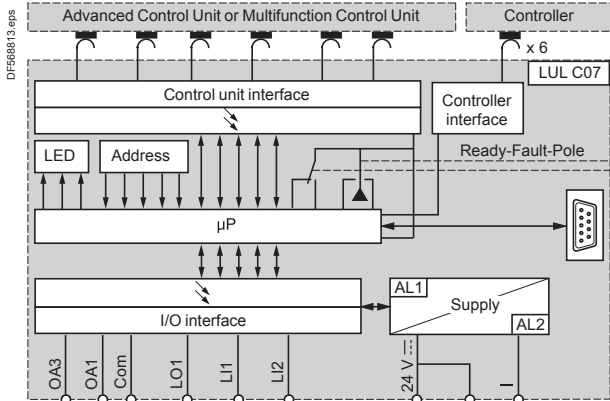 DF568813.eps
Advanced Control Unit or Multifunction Control Unit
Controller
x 6
LUL C07
Control unit interface
Controller
interface
LED
Address
Ready-Fault-Pole
µP
I/O interface
AL1
Supply
AL2
OA3
OA1
Com
LO1
LI1
LI2
24 V
I